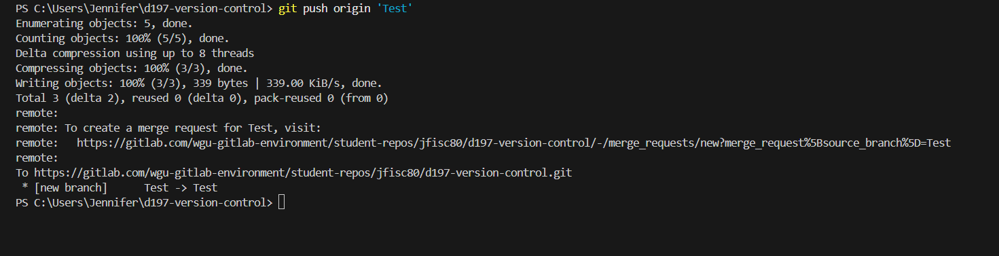 PS C:\Users\Jennifer\d197-version-control> git push origin 'Test'
Enumerating objects: 5, done.
Counting objects: 100% (5/5), done.
Delta compression using up to 8 threads
Compressing objects: 100% (3/3), done.
Writing objects: 100% (3/3), 339 bytes | 339.00 KiB/s, done.
Total 3 (delta 2), reused 0 (delta 0), pack-reused 0 (from 0)
remote:
remote: To create a merge request for Test, visit:
remote:   https://gitlab.com/wgu-gitlab-environment/student-repos/jfisc80/d197-version-control/-/merge_requests/new?merge_request%5Bsource_branch%5D=Test
remote:
To https://gitlab.com/wgu-gitlab-environment/student-repos/jfisc80/d197-version-control.git
 * [new branch]      Test -> Test
PS C:\Users\Jennifer\d197-version-control>